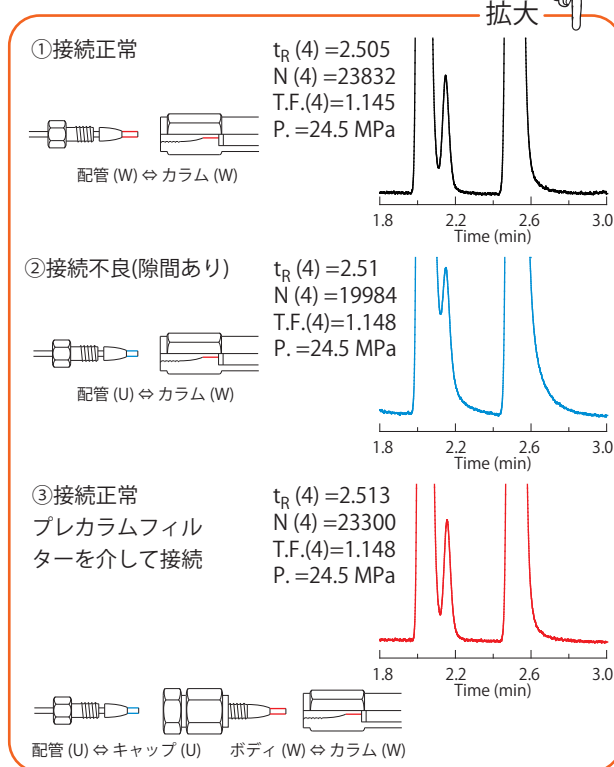 拡大
①接続正常
t_R (4) =2.505
N (4) =23832
T.F.(4)=1.145
P. =24.5 MPa
配管 (W) ⇔ カラム (W)
1.8 2.2 2.6 3.0
Time (min)
②接続不良(隙間あり)
t_R (4) =2.51
N (4) =19984
T.F.(4)=1.148
P. =24.5 MPa
配管 (U) ⇔ カラム (W)
1.8 2.2 2.6 3.0
Time (min)
③接続正常
プレカラムフィル
ターを介して接続
t_R (4) =2.513
N (4) =23300
T.F.(4)=1.148
P. =24.5 MPa
1.8 2.2 2.6 3.0
Time (min)
配管 (U) ⇔ キャップ (U) ボディ (W) ⇔ カラム (W)